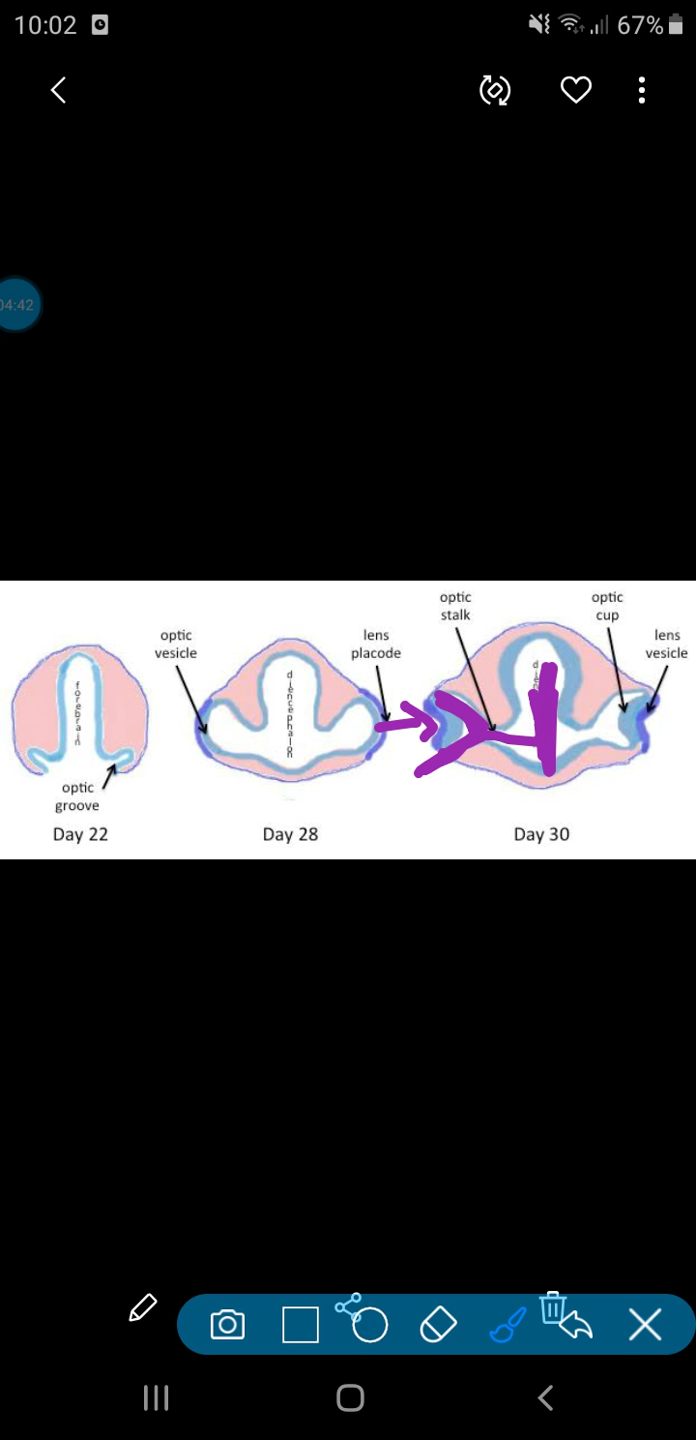 10:02
67%
04:42
optic
stalk
optic
cup
optic
vesicle
lens
placode
lens
vesicle
forebrain
diencephalon
optic
groove
Day 22
Day 28
Day 30